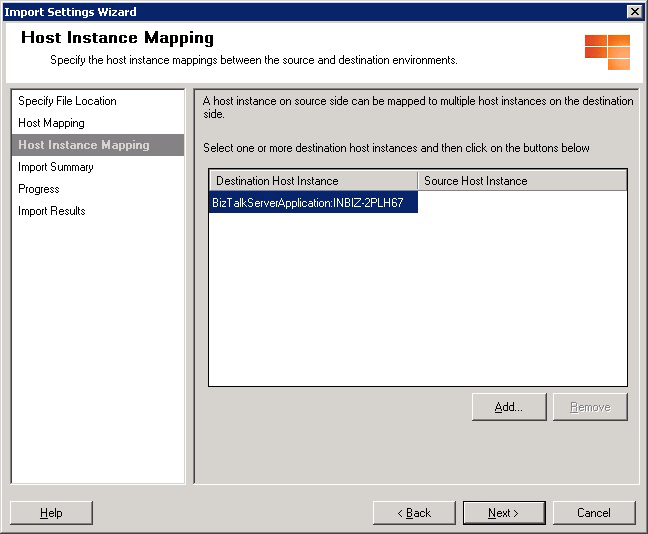 Import Settings Wizard
Host Instance Mapping
Specify the host instance mappings between the source and destination environments.
Specify File Location
Host Mapping
Host Instance Mapping
Import Summary
Progress
Import Results
A host instance on source side can be mapped to multiple host instances on the destination
side.
Select one or more destination host instances and then click on the buttons below
Destination Host Instance Source Host Instance
BizTalkServerApplication:INBIZ-2PLH67
Add... Remove
Help < Back Next > Cancel